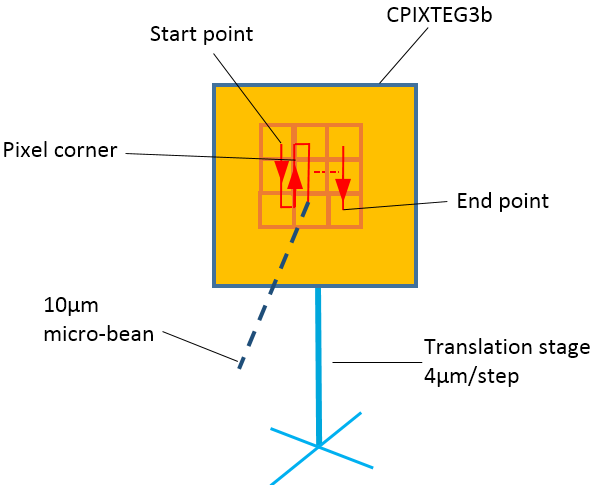 CPIXTEG3b
Start point
Pixel corner
End point
10μm
micro-bean
Translation stage
4μm/step